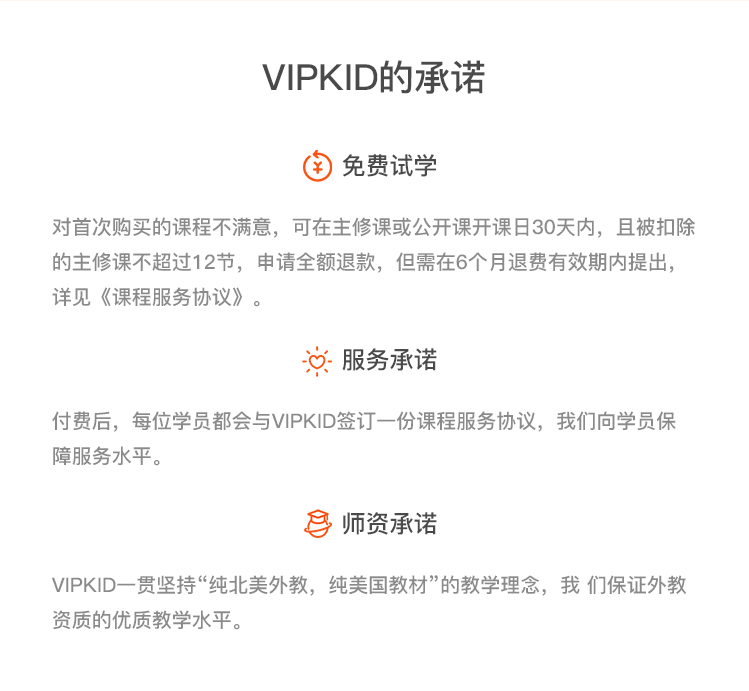 VIPKID的承诺
免费试学
对首次购买的课程不满意，可在主修课或公开课开课日30天内，且被扣除
的主修课不超过12节，申请全额退款，但需在6个月退费有效期内提出，
详见《课程服务协议》。
服务承诺
付费后，每位学员都会与VIPKID签订一份课程服务协议，我们向学员保
障服务水平。
师资承诺
VIPKID一贯坚持“纯北美外教，纯美国教材”的教学理念，我 们保证外教
资质的优质教学水平。